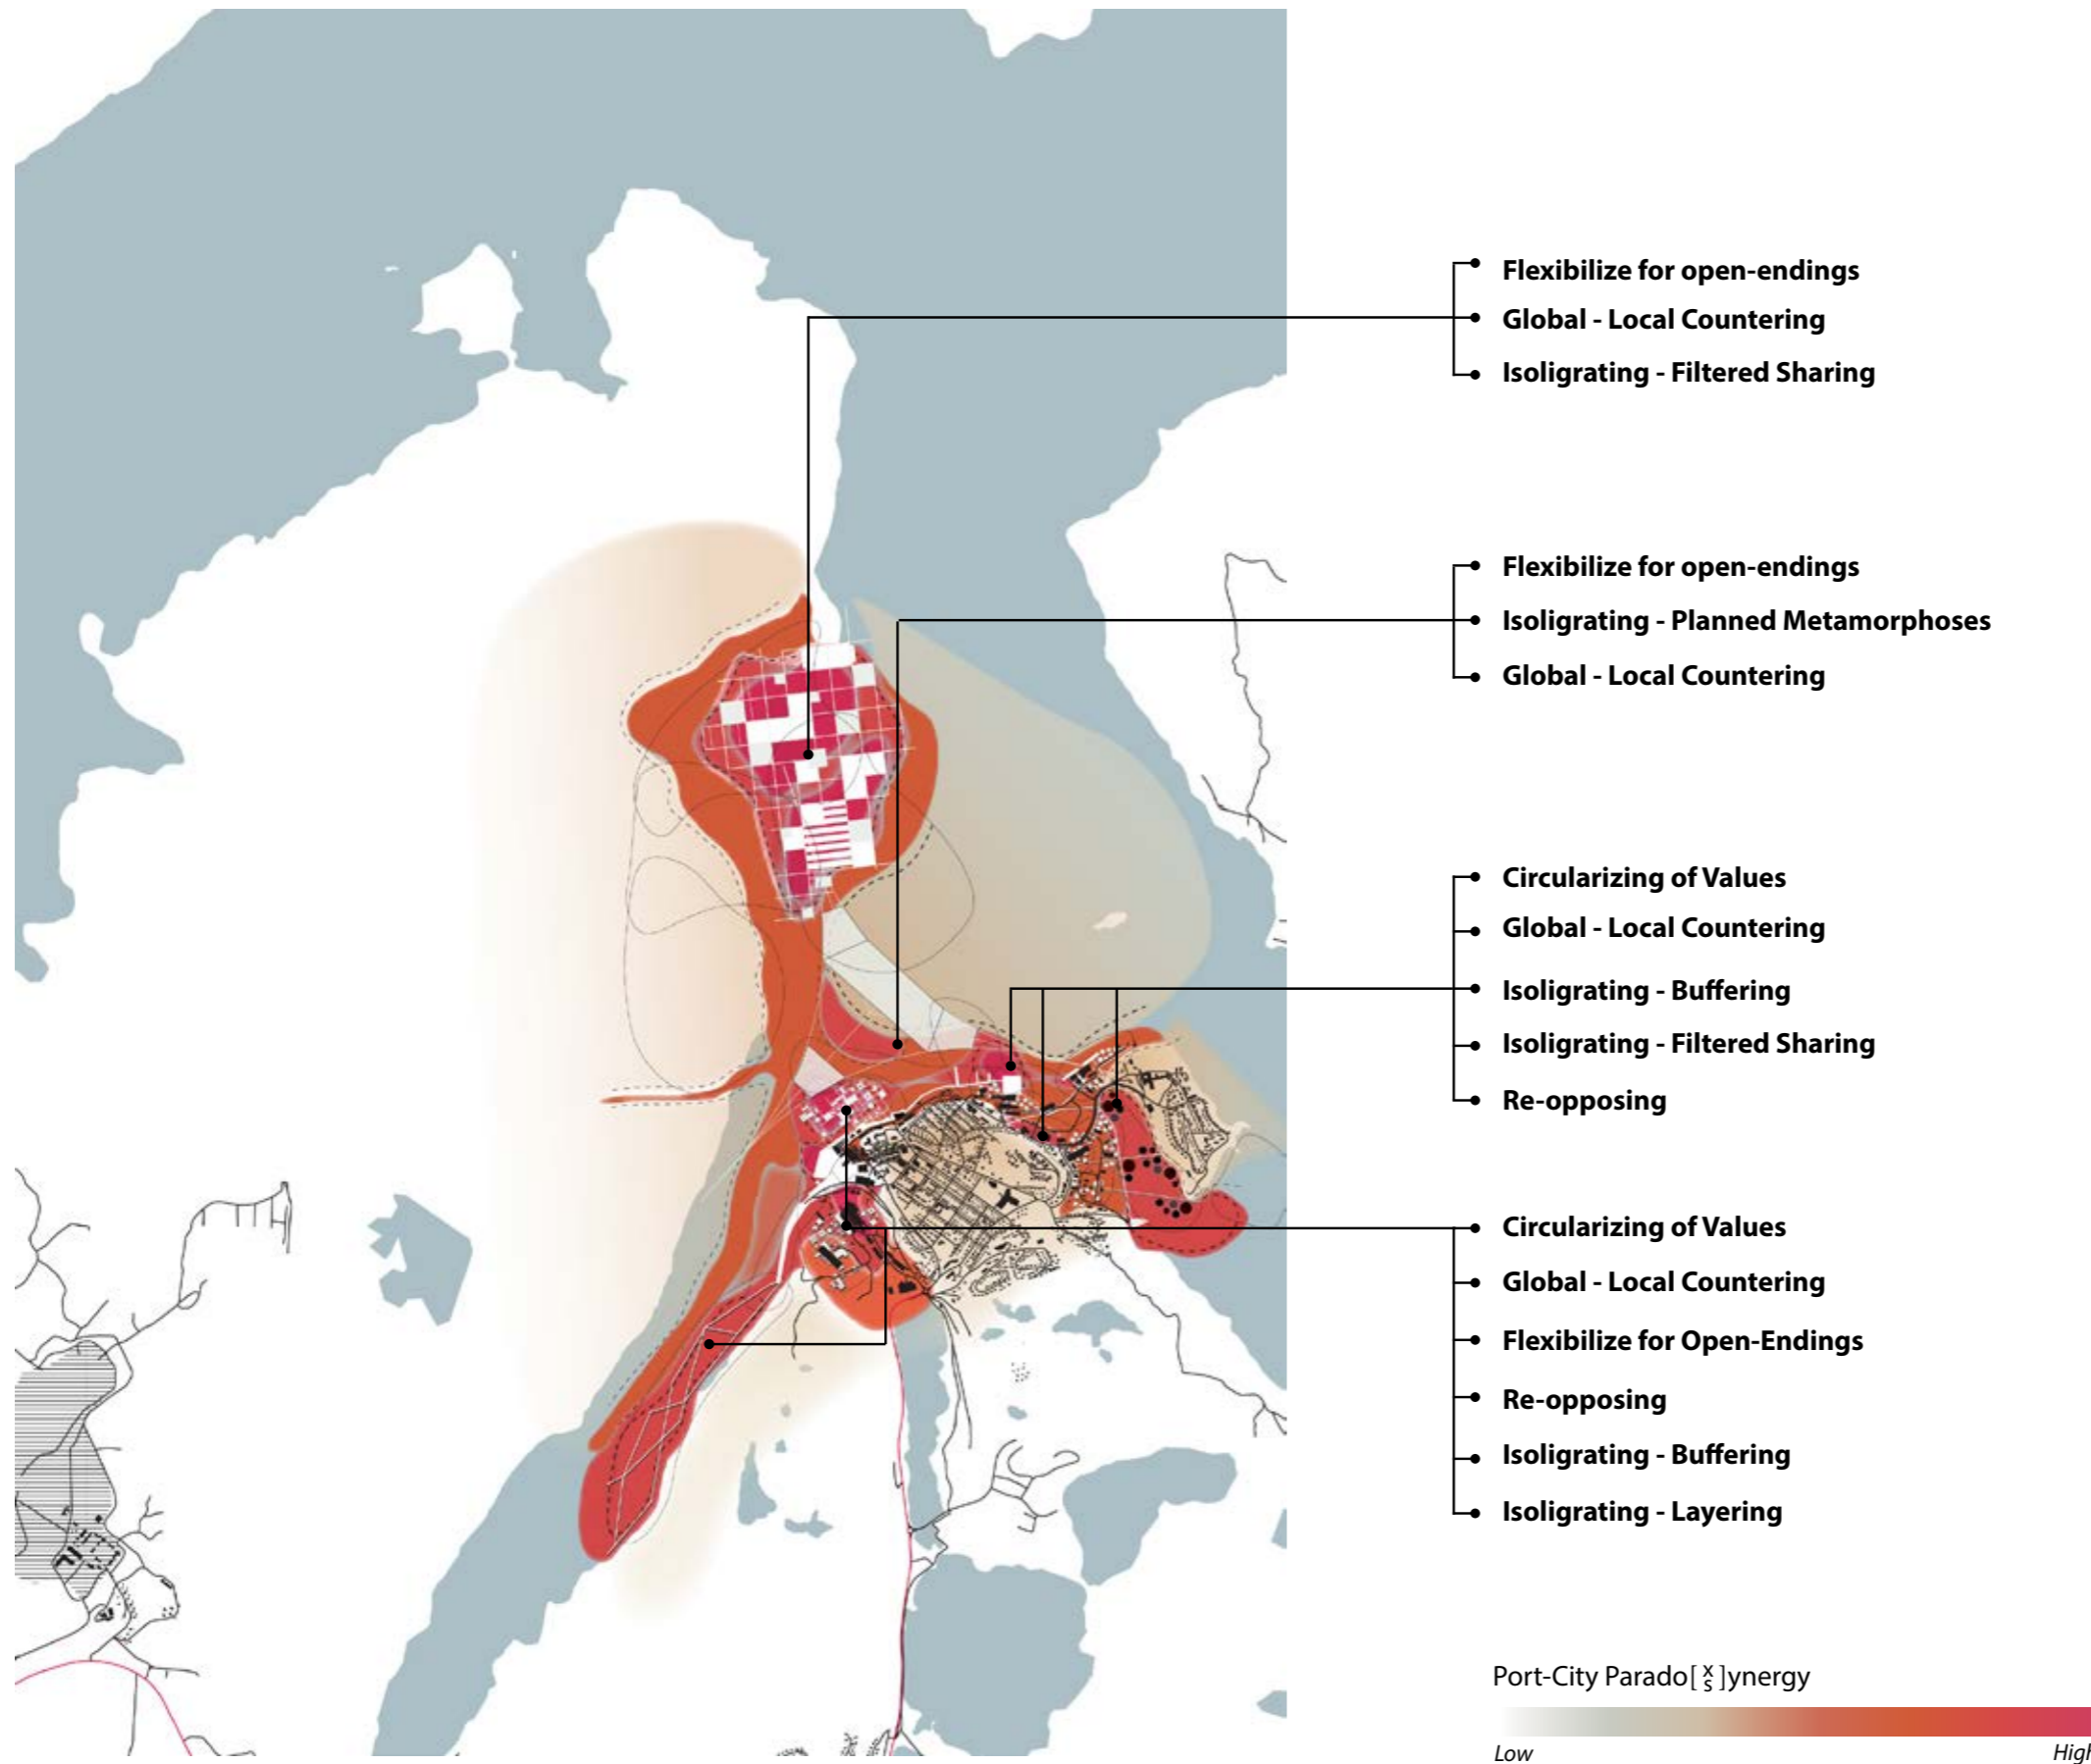 Flexibilize for open-endings
Global - Local Countering
Isoligrating - Filtered Sharing
Flexibilize for open-endings
Isoligrating - Planned Metamorphoses
Global - Local Countering
Circularizing of Values
Global - Local Countering
Isoligrating - Buffering
Isoligrating - Filtered Sharing
Re-opposing
Circularizing of Values
Global - Local Countering
Flexibilize for Open-Endings
Re-opposing
Isoligrating - Buffering
Isoligrating - Layering
Port-City Parado[ x s ]ynergy
Low High